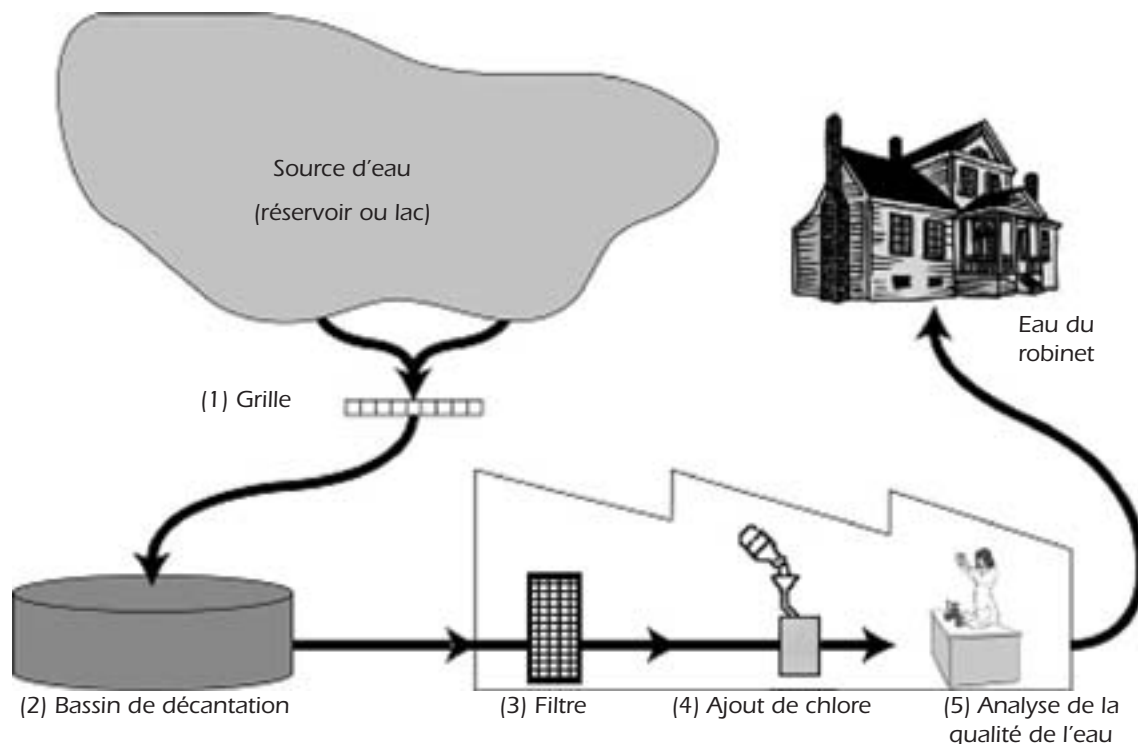 Source d'eau
(réservoir ou lac)
Eau du
robinet
(1) Grille
(2) Bassin de décantation
(3) Filtre
(4) Ajout de chlore
(5) Analyse de la
qualité de l'eau